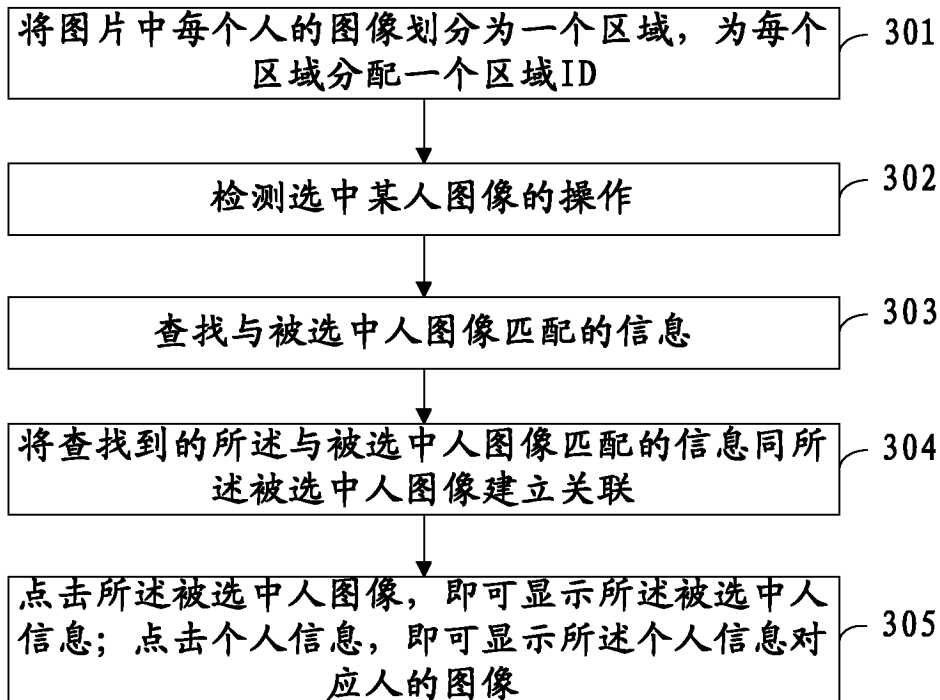 将图片中每个人的图像划分为一个区域，为每个
区域分配一个区域ID
301
检测选中某人图像的操作
302
查找与被选中人图像匹配的信息
303
将查找到的所述与被选中人图像匹配的信息同所
述被选中人图像建立关联
304
点击所述被选中人图像，即可显示所述被选中人
信息；点击个人信息，即可显示所述个人信息对
应人的图像
305